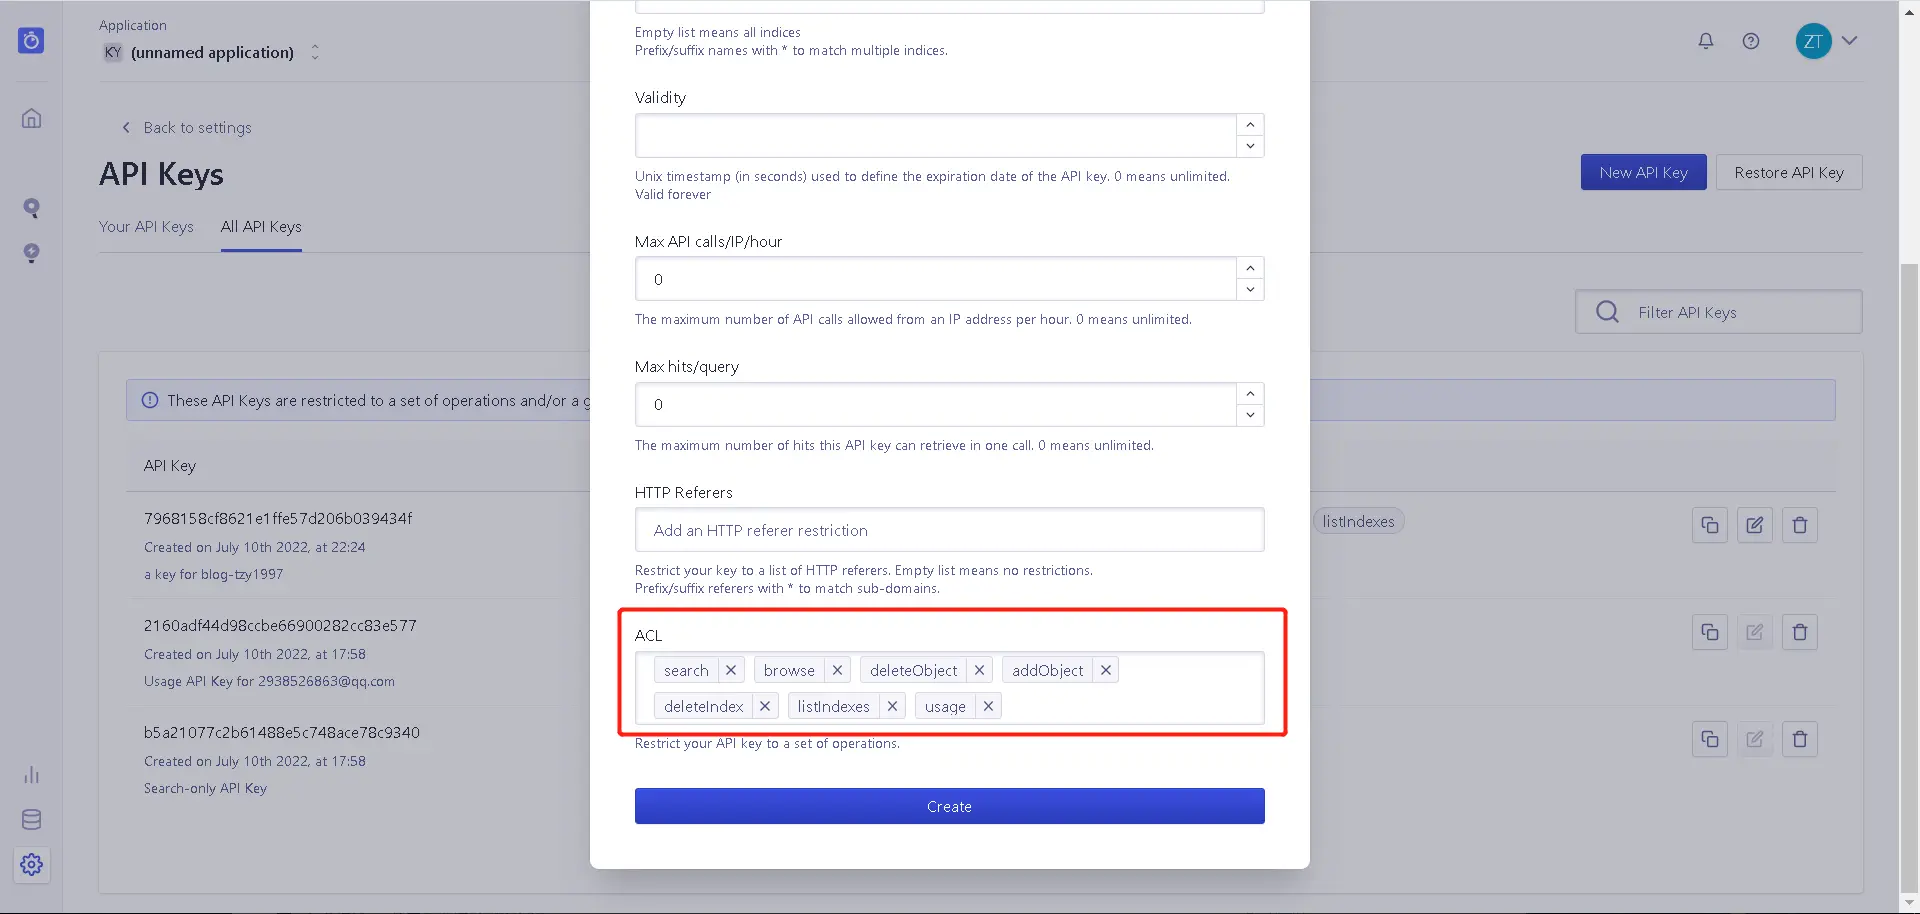 Application
KY (unnamed application)
ZT
Back to settings
API Keys
New API Key
Restore API Key
Your API Keys
All API Keys
Filter API Keys
These API Keys are restricted to a set of operations and/or a g
API Key
7968158cf8621e1ffe57d206b039434f
Created on July 10th 2022, at 22:24
a key for blog-tzy1997
listIndexes
2160adf44d98ccbe66900282cc83e577
Created on July 10th 2022, at 17:58
Usage API Key for 2938526863@qq.com
b5a21077c2b61488e5c748ace78c9340
Created on July 10th 2022, at 17:58
Search-only API Key
Empty list means all indices
Prefix/suffix names with * to match multiple indices.
Validity
Unix timestamp (in seconds) used to define the expiration date of the API key. 0 means unlimited.
Valid forever
Max API calls/IP/hour
0
The maximum number of API calls allowed from an IP address per hour. 0 means unlimited.
Max hits/query
0
The maximum number of hits this API key can retrieve in one call. 0 means unlimited.
HTTP Referers
Add an HTTP referer restriction
Restrict your key to a list of HTTP referers. Empty list means no restrictions.
Prefix/suffix referers with * to match sub-domains.
ACL
search browse deleteObject addObject
deleteIndex listIndexes usage
Restrict your API key to a set of operations.
Create